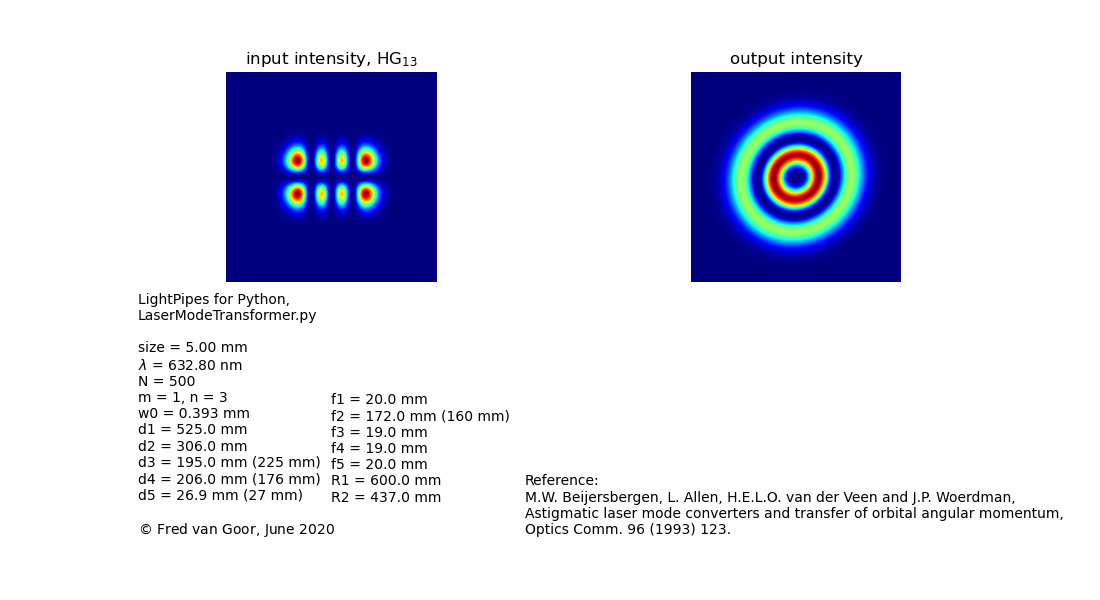 input intensity, HG₁₃
output intensity
LightPipes for Python,
LaserModeTransformer.py
size = 5.00 mm
λ = 632.80 nm
N = 500
m = 1, n = 3
w0 = 0.393 mm
d1 = 525.0 mm
d2 = 306.0 mm
d3 = 195.0 mm (225 mm)
d4 = 206.0 mm (176 mm)
d5 = 26.9 mm (27 mm)
© Fred van Goor, June 2020
f1 = 20.0 mm
f2 = 172.0 mm (160 mm)
f3 = 19.0 mm
f4 = 19.0 mm
f5 = 20.0 mm
R1 = 600.0 mm
R2 = 437.0 mm
Reference:
M.W. Beijersbergen, L. Allen, H.E.L.O. van der Veen and J.P. Woerdman,
Astigmatic laser mode converters and transfer of orbital angular momentum,
Optics Comm. 96 (1993) 123.